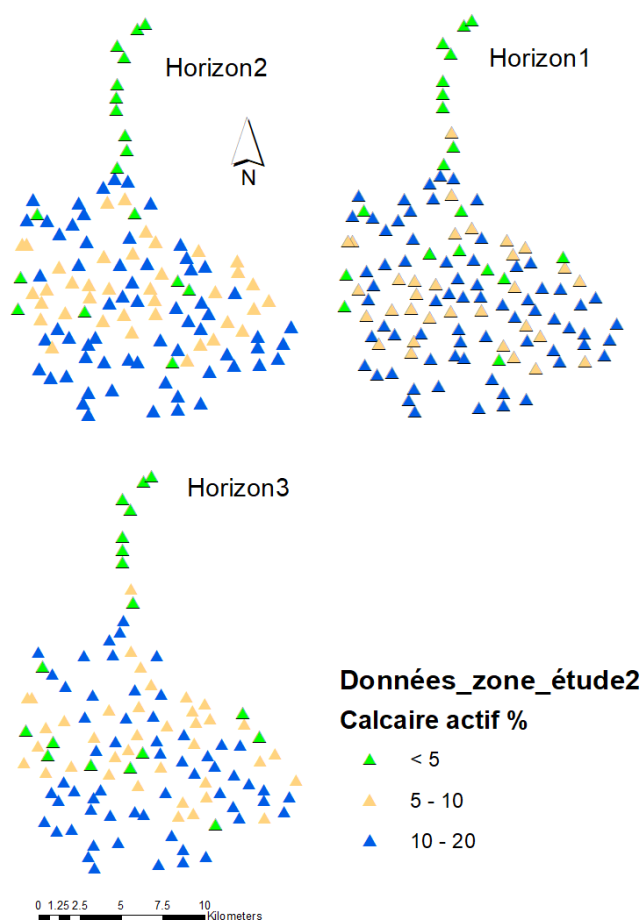 Horizon2
Horizon1
N
Horizon3
Données_zone_étude2
Calcaire actif %
< 5
5 - 10
10 - 20
0 1.25 2.5 5 7.5 10
Kilometers